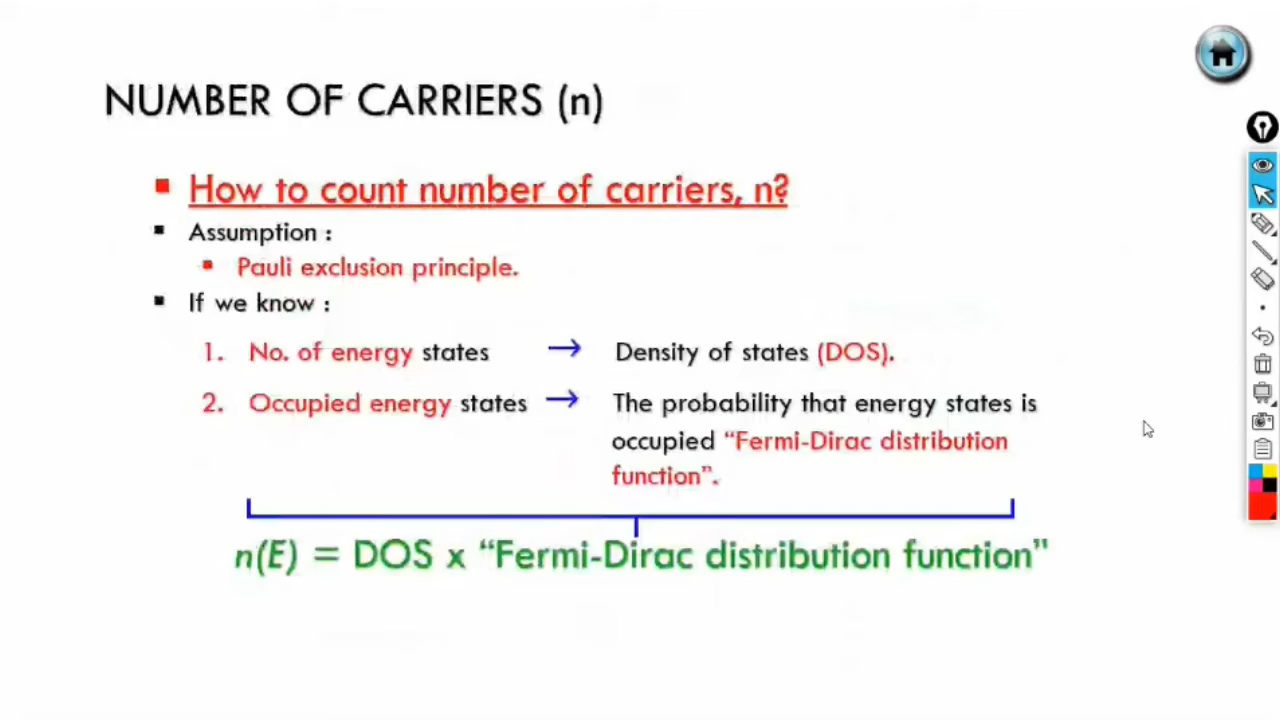 NUMBER OF CARRIERS (n)
▪ How to count number of carriers, n?
▪ Assumption :
▪ Pauli exclusion principle.
▪ If we know :
1. No. of energy states → Density of states (DOS).
2. Occupied energy states → The probability that energy states is
occupied “Fermi-Dirac distribution
function”.
n(E) = DOS x “Fermi-Dirac distribution function”